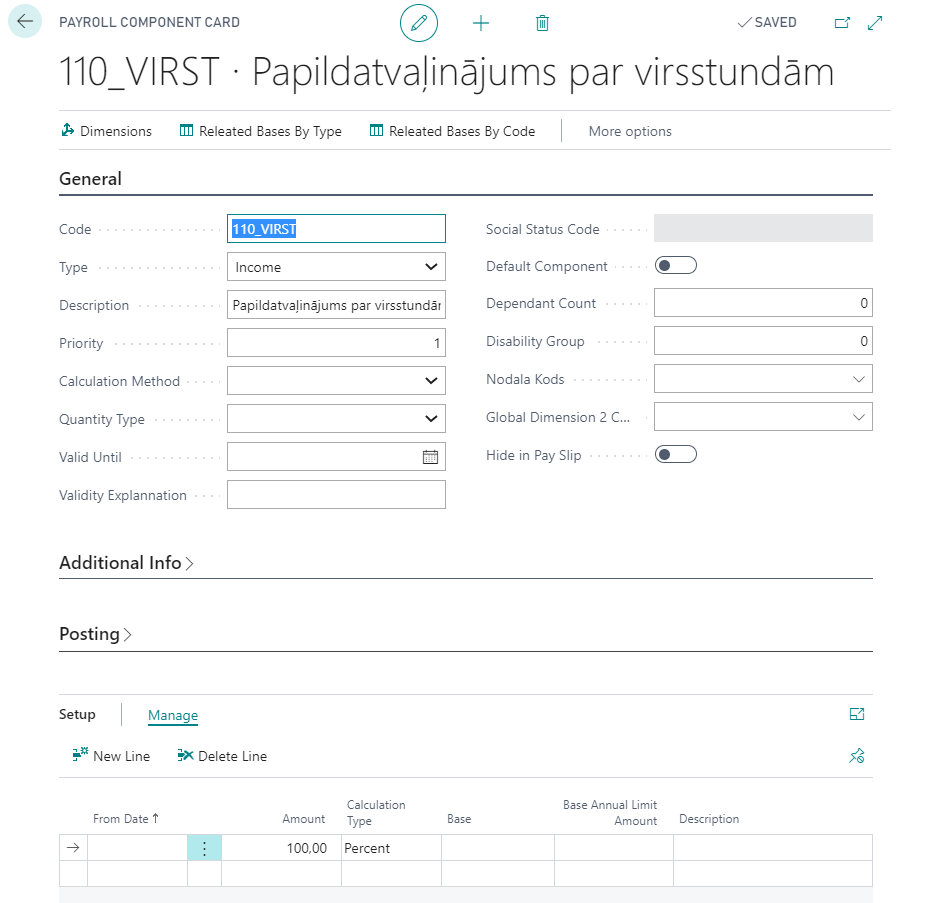 PAYROLL COMPONENT CARD
SAVED
110_VIRST · Papildatvaļinājums par virsstundām
Dimensions
Releated Bases By Type
Releated Bases By Code
More options
General
Code
110_VIRST
Type
Income
Description
Papildatvaļinājums par virsstundār
Priority
1
Calculation Method
Quantity Type
Valid Until
Validity Explannation
Social Status Code
Default Component
Dependant Count
0
Disability Group
0
Nodala Kods
Global Dimension 2 C...
Hide in Pay Slip
Additional Info
Posting
Setup
Manage
New Line
Delete Line
From Date ↑
Amount
Calculation
Type
Base
Base Annual Limit
Amount
Description
100,00
Percent